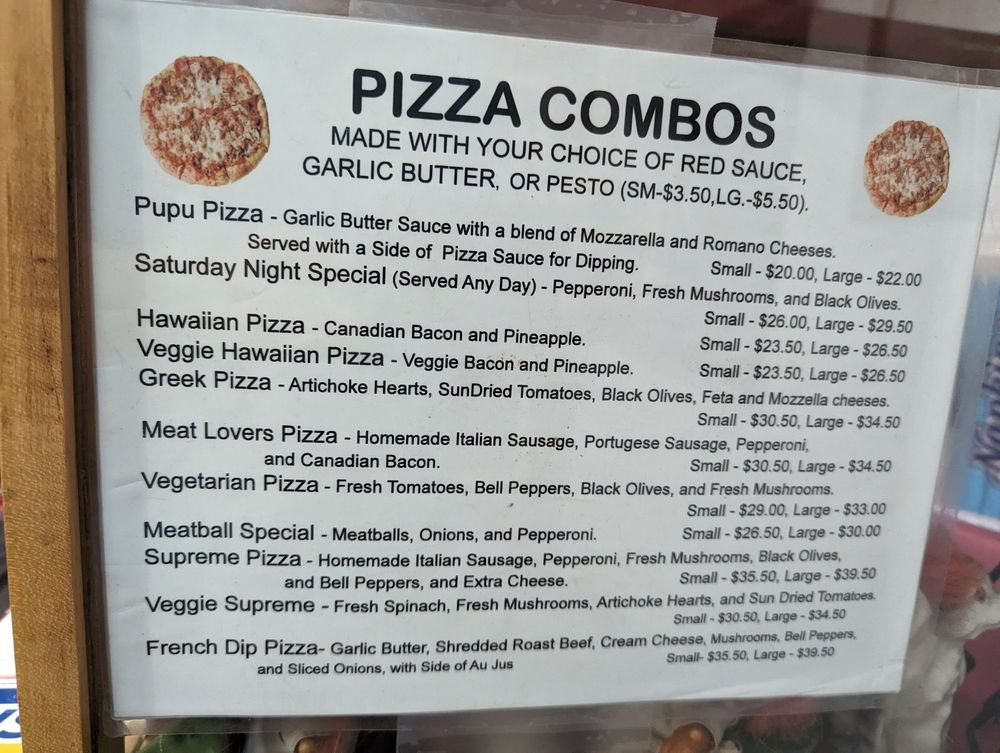 PIZZA COMBOS
MADE WITH YOUR CHOICE OF RED SAUCE,
GARLIC BUTTER, OR PESTO (SM-$3.50,LG.-$5.50).
Pupu Pizza - Garlic Butter Sauce with a blend of Mozzarella and Romano Cheeses.
Served with a Side of Pizza Sauce for Dipping. Small - $20.00, Large - $22.00
Saturday Night Special (Served Any Day) - Pepperoni, Fresh Mushrooms, and Black Olives.
Small - $26.00, Large - $29.50
Hawaiian Pizza - Canadian Bacon and Pineapple. Small - $23.50, Large - $26.50
Veggie Hawaiian Pizza - Veggie Bacon and Pineapple. Small - $23.50, Large - $26.50
Greek Pizza - Artichoke Hearts, SunDried Tomatoes, Black Olives, Feta and Mozzella cheeses.
Small - $30.50, Large - $34.50
Meat Lovers Pizza - Homemade Italian Sausage, Portugese Sausage, Pepperoni,
and Canadian Bacon. Small - $30.50, Large - $34.50
Vegetarian Pizza - Fresh Tomatoes, Bell Peppers, Black Olives, and Fresh Mushrooms.
Small - $29.00, Large - $33.00
Meatball Special - Meatballs, Onions, and Pepperoni. Small - $26.50, Large - $30.00
Supreme Pizza - Homemade Italian Sausage, Pepperoni, Fresh Mushrooms, Black Olives,
and Bell Peppers, and Extra Cheese. Small - $35.50, Large - $39.50
Veggie Supreme - Fresh Spinach, Fresh Mushrooms, Artichoke Hearts, and Sun Dried Tomatoes.
Small - $30.50, Large - $34.50
French Dip Pizza- Garlic Butter, Shredded Roast Beef, Cream Cheese, Mushrooms, Bell Peppers,
and Sliced Onions, with Side of Au Jus Small- $35.50, Large - $39.50